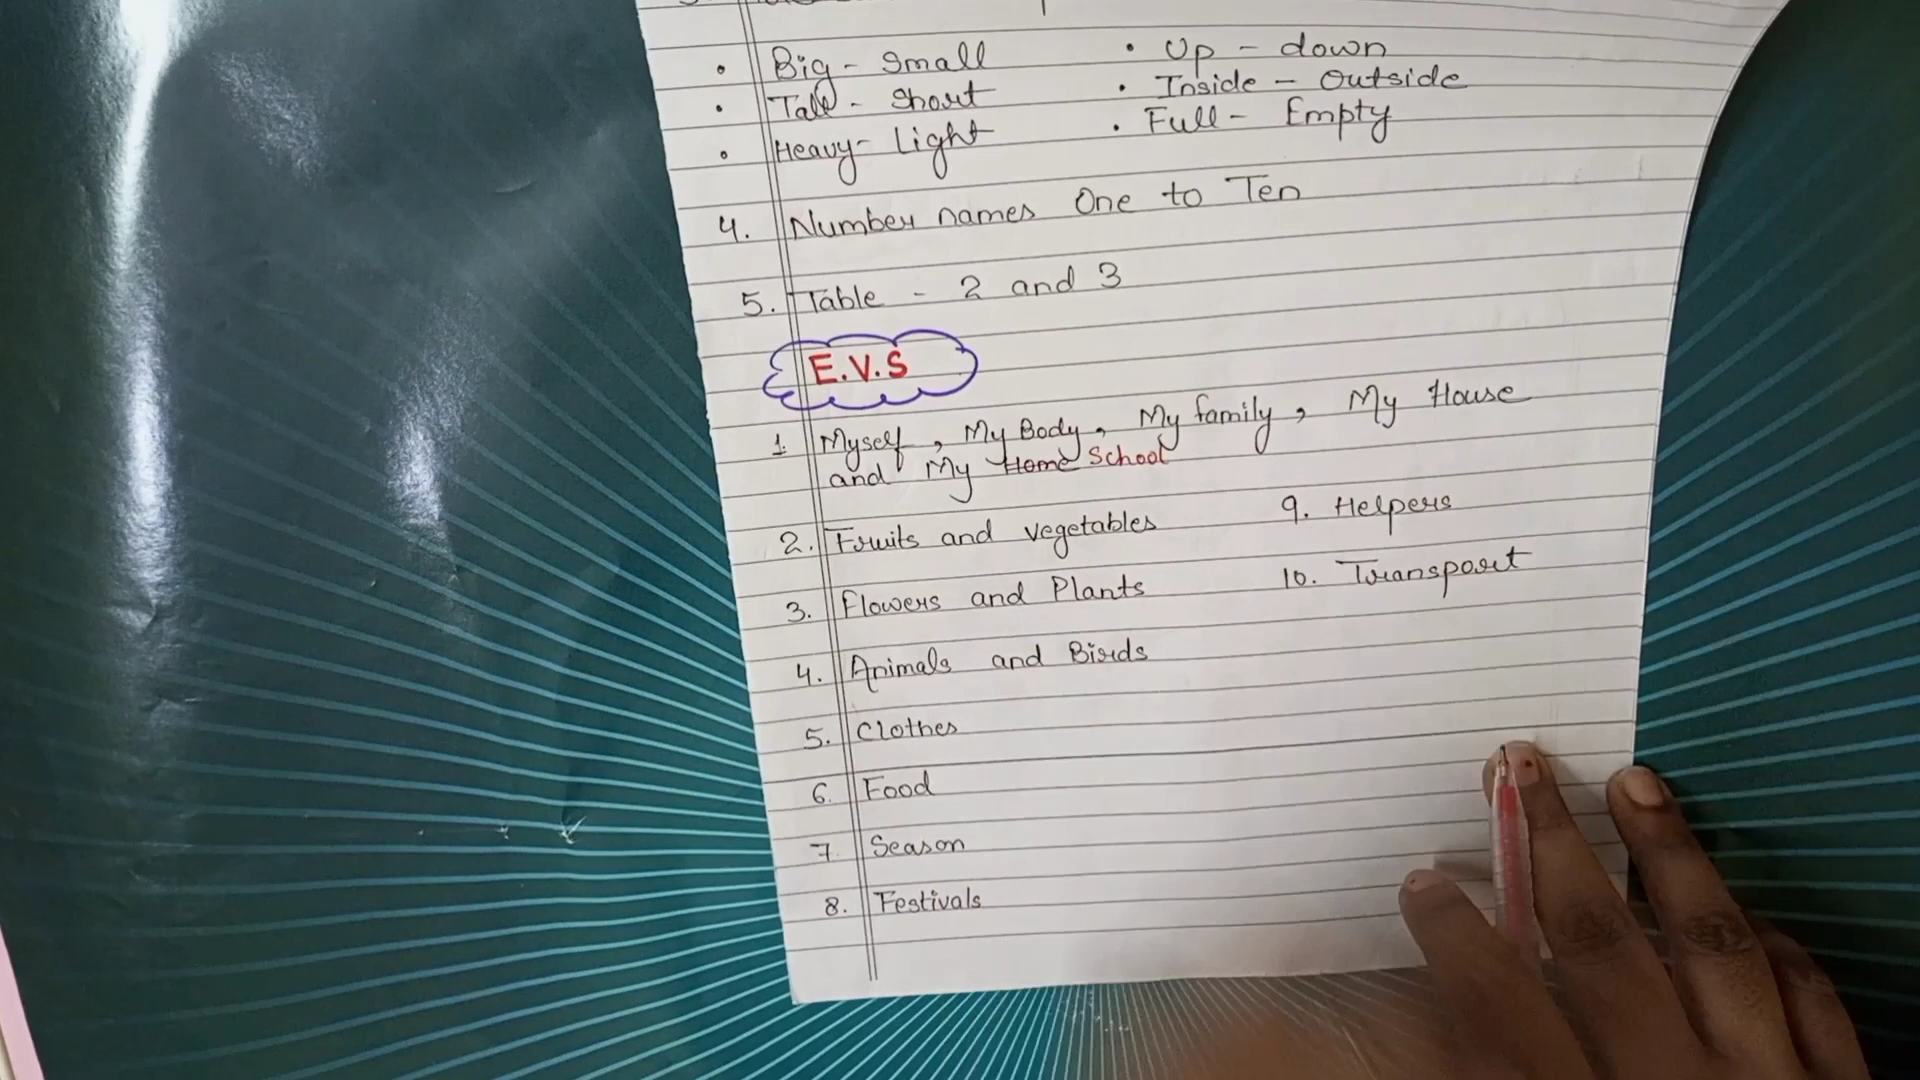 • Big - Small • Up - down
• Tall - Short • Inside - Outside
• Heavy - Light • Full - Empty
4. Number names One to Ten
5. Table - 2 and 3
E.V.S
1. Myself, My Body, My family, My House
and My Home School
2. Fruits and vegetables 9. Helpers
3. Flowers and Plants 10. Transport
4. Animals and Birds
5. Clothes
6. Food
7. Season
8. Festivals